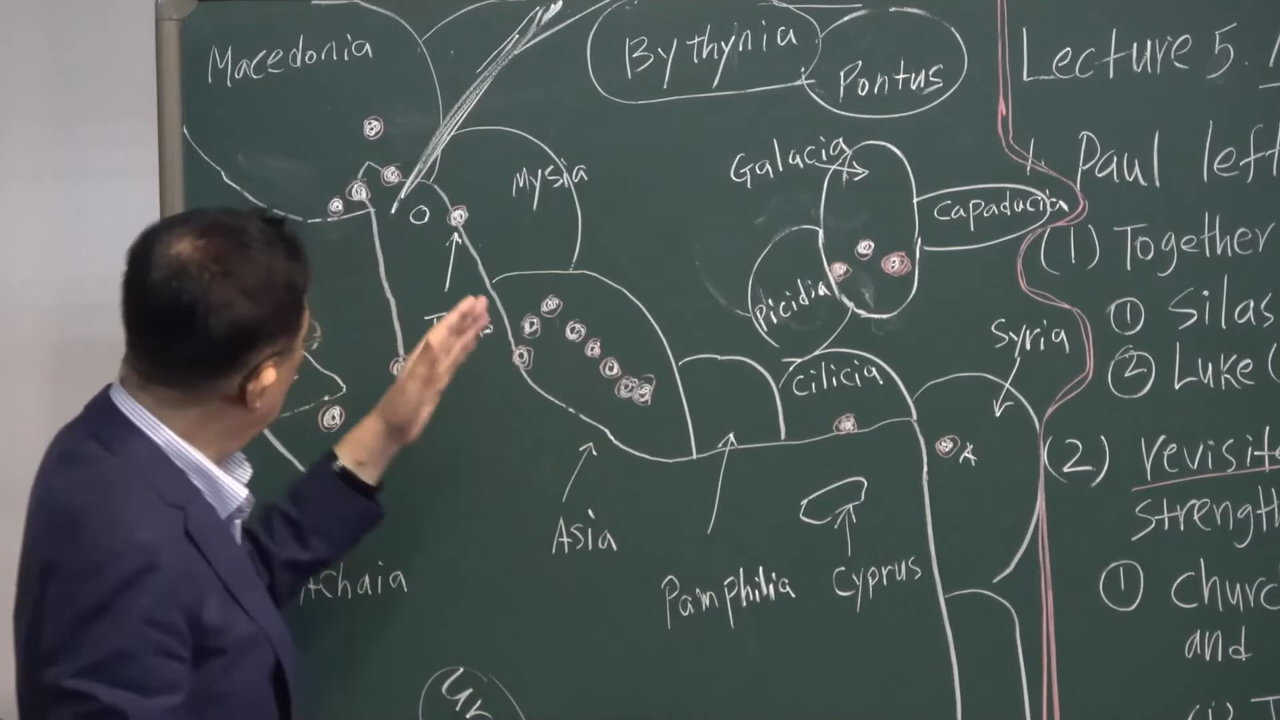 Macedonia
Bythynia
Pontus
Mysia
Galacia
Capaducia
Picidia
Cilicia
Syria
A
Asia
Pamphilia
Cyprus
Lecture 5.
1. Paul left
(1) Together
① Silas
② Luke (
(2) revisit
strength
① Churc
and